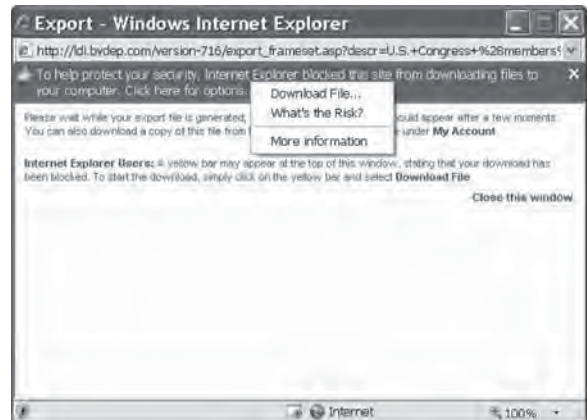 Export - Windows Internet Explorer
http://ldi.bvdep.com/version-716/export_frameset.asp?descr=U.S.+Congress+%28members
To help protect your security, Internet Explorer blocked this site from downloading files to
your computer. Click here for options.
Download File...
What's the Risk?
More information
Please wait while your export file is generated, ould appear after a few moments.
You can also download a copy of this file from under My Account
Internet Explorer Users: A yellow bar may appear at the top of this window, stating that your download has
been blocked. To start the download, simply click on the yellow bar and select Download File
Close this window
Internet
100%